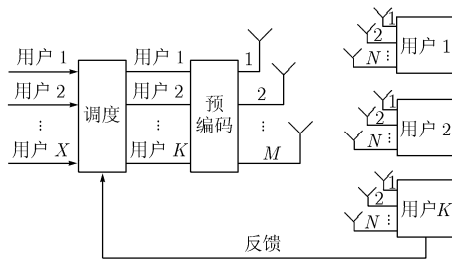 用户 1 用户 1 1
用户 2 用户 2 2
⋮ ⋮ ⋮
用户 X 用户 K M
调度
预
编码
1
2
N ⋮
用户 1
1
2
N ⋮
用户 2
1
2
N ⋮
用户K
反馈